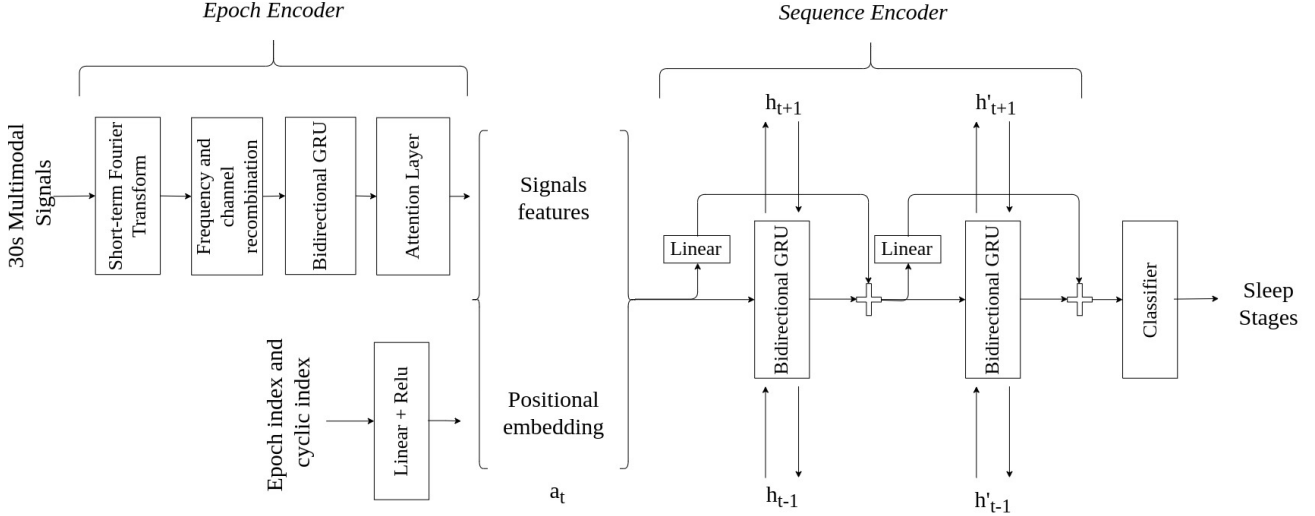 Epoch Encoder
Sequence Encoder
30s Multimodal
Signals
Short-term Fourier
Transform
Frequency and
channel
recombination
Bidirectional GRU
Attention Layer
Signals
features
Epoch index and
cyclic index
Linear + Relu
Positional
embedding
a_t
Linear
h_{t+1}
Bidirectional GRU
h_{t-1}
Linear
h'_{t+1}
Bidirectional GRU
h'_{t-1}
Classifier
Sleep
Stages